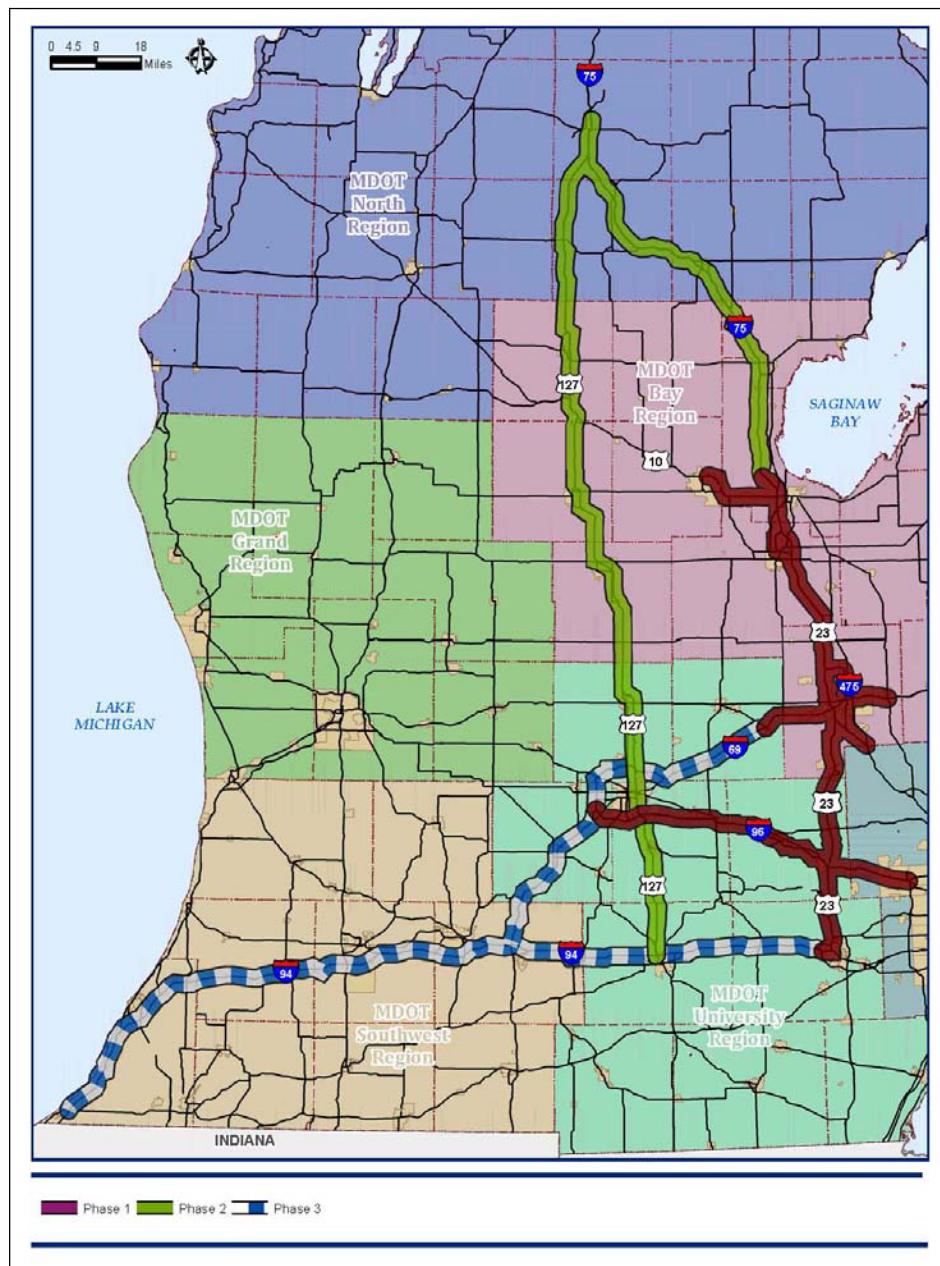 0 4.5 9 18
Miles
75
MDOT
North
Region
75
127
MDOT
Bay
Region
SAGINAW
BAY
10
MDOT
Grand
Region
23
475
LAKE
MICHIGAN
127
69
23
96
127
23
94
94
MDOT
Southwest
Region
MDOT
University
Region
INDIANA
Phase 1 Phase 2 Phase 3